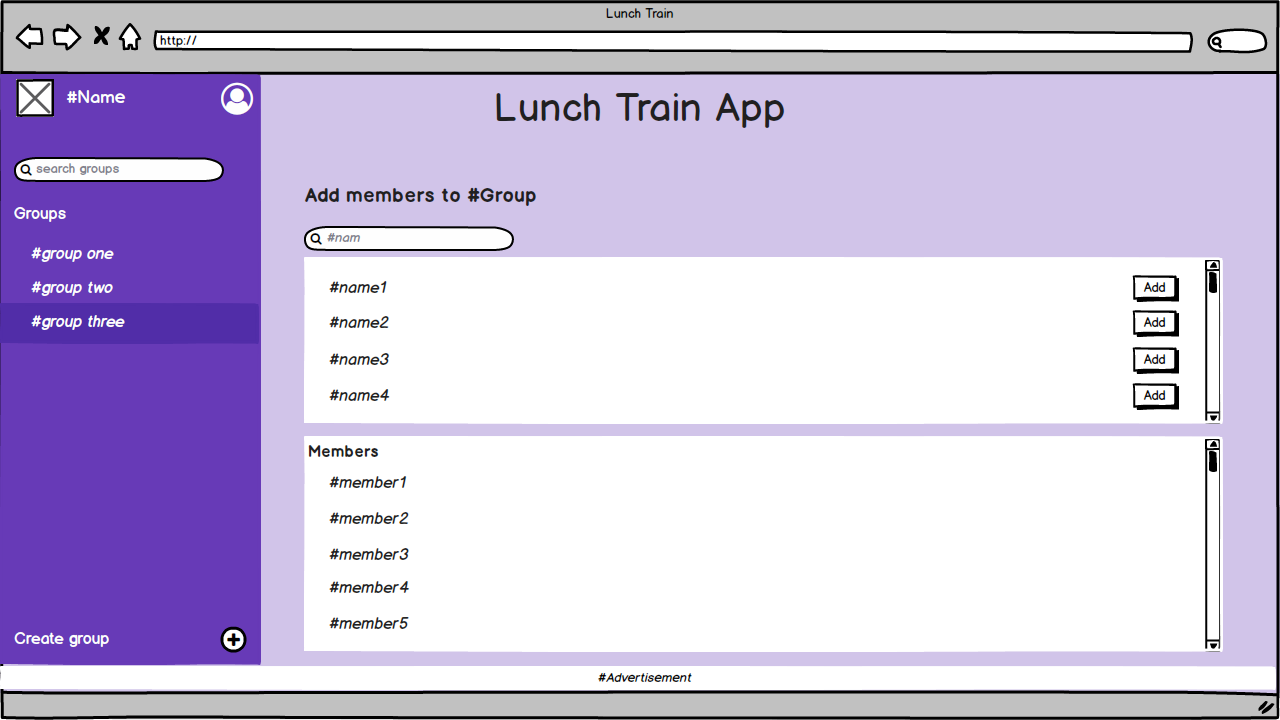 Lunch Train
http://
#Name
Lunch Train App
search groups
Groups
#group one
#group two
#group three
Create group
Add members to #Group
#nam
#name1 Add
#name2 Add
#name3 Add
#name4 Add
Members
#member1
#member2
#member3
#member4
#member5
#Advertisement